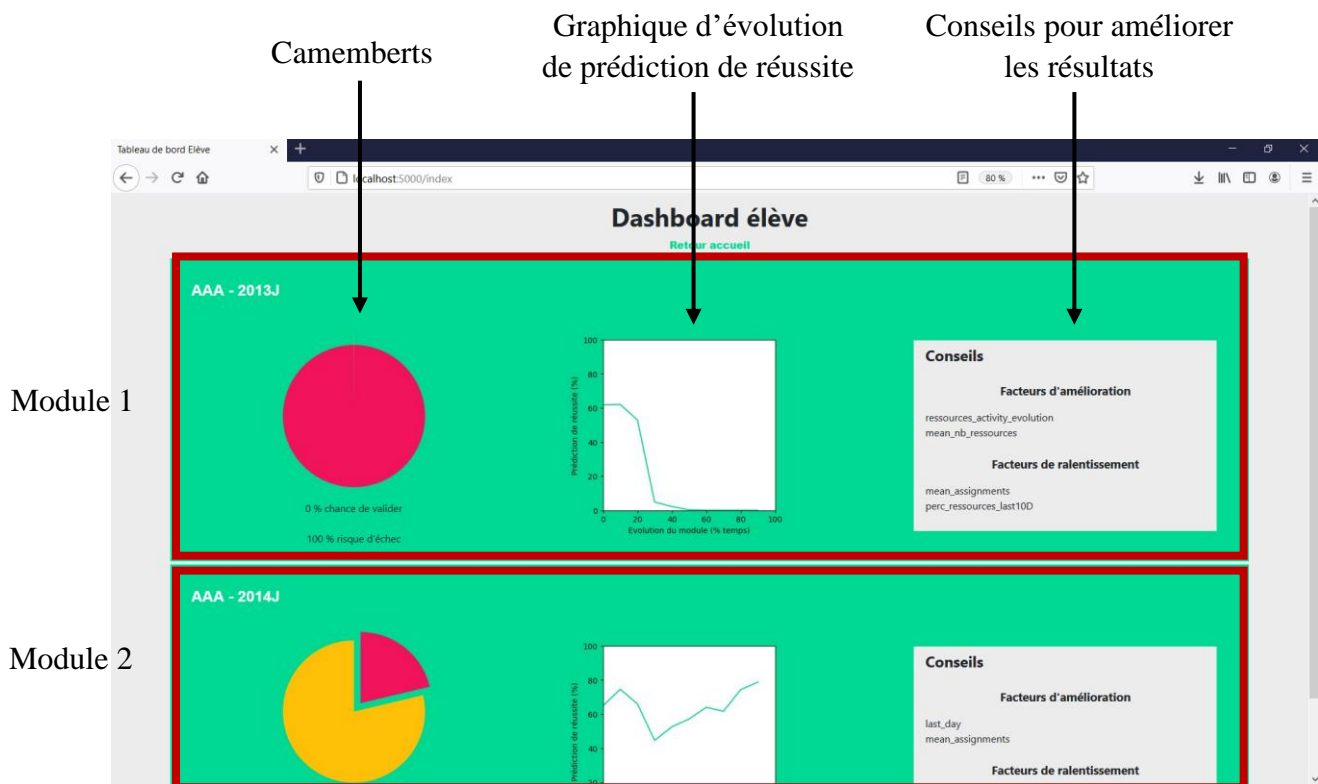 Camemberts
Graphique d’évolution
de prédiction de réussite
Conseils pour améliorer
les résultats
Tableau de bord Elève
localhost:5000/index
80 %
Dashboard élève
Retour accueil
Module 1
AAA - 2013J
0 % chance de valider
100 % risque d'échec
Prédiction de réussite (%)
100
80
60
40
20
0
0 20 40 60 80 100
Evolution du module (% temps)
Conseils
Facteurs d'amélioration
ressources_activity_evolution
mean_nb_ressources
Facteurs de ralentissement
mean_assignments
perc_ressources_last10D
Module 2
AAA - 2014J
Prédiction de réussite (%)
100
80
60
40
20
Conseils
Facteurs d'amélioration
last_day
mean_assignments
Facteurs de ralentissement